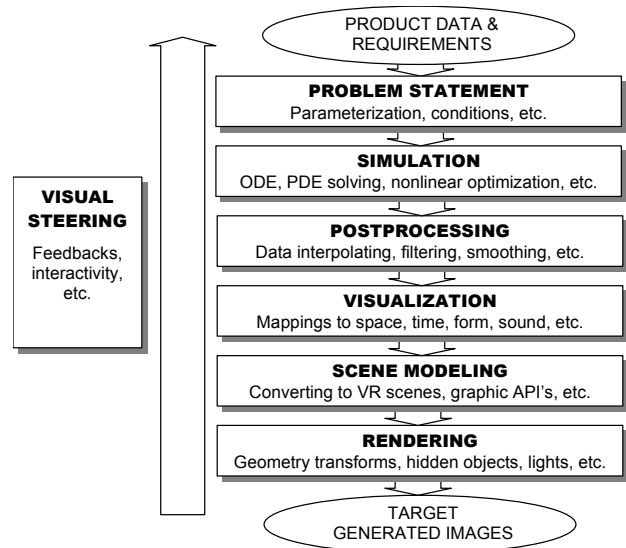 PRODUCT DATA &
REQUIREMENTS
PROBLEM STATEMENT
Parameterization, conditions, etc.
SIMULATION
ODE, PDE solving, nonlinear optimization, etc.
VISUAL
STEERING
Feedbacks,
interactivity,
etc.
POSTPROCESSING
Data interpolating, filtering, smoothing, etc.
VISUALIZATION
Mappings to space, time, form, sound, etc.
SCENE MODELING
Converting to VR scenes, graphic API's, etc.
RENDERING
Geometry transforms, hidden objects, lights, etc.
TARGET
GENERATED IMAGES